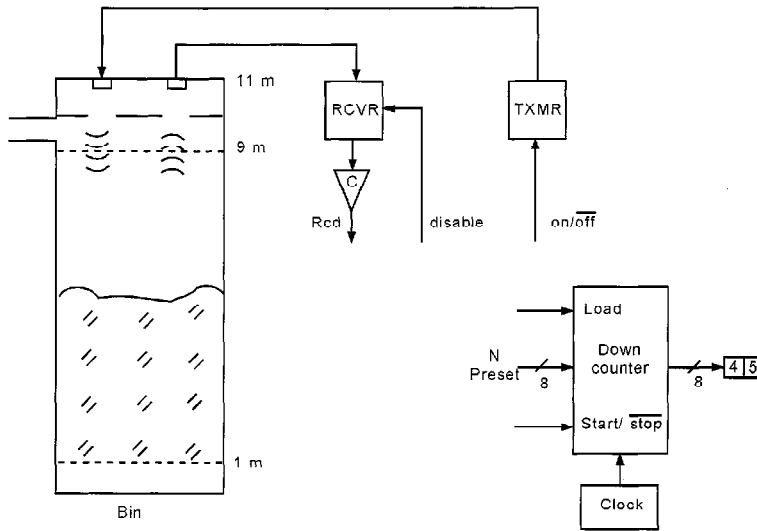 11 m
RCVR
TXMR
9 m
C
Rcd
disable
on/off
Load
N
Preset
8
Down
counter
8
4 5
Start/ stop
1 m
Clock
Bin